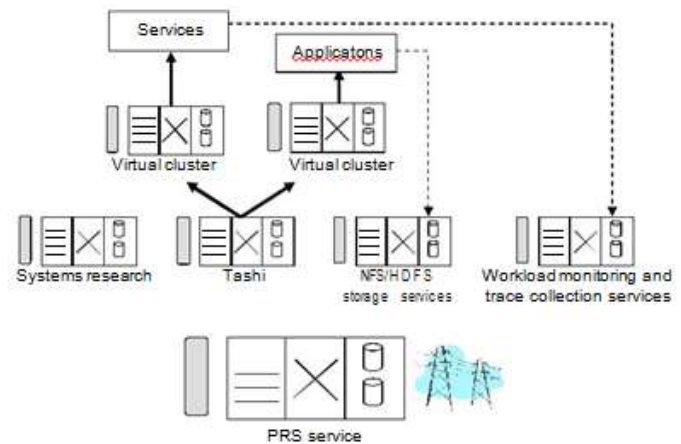 Services
Applicatons
Virtual cluster
Virtual cluster
Systems research
Tashi
NFS/HDFS
storage services
Workload monitoring and
trace collection services
PRS service